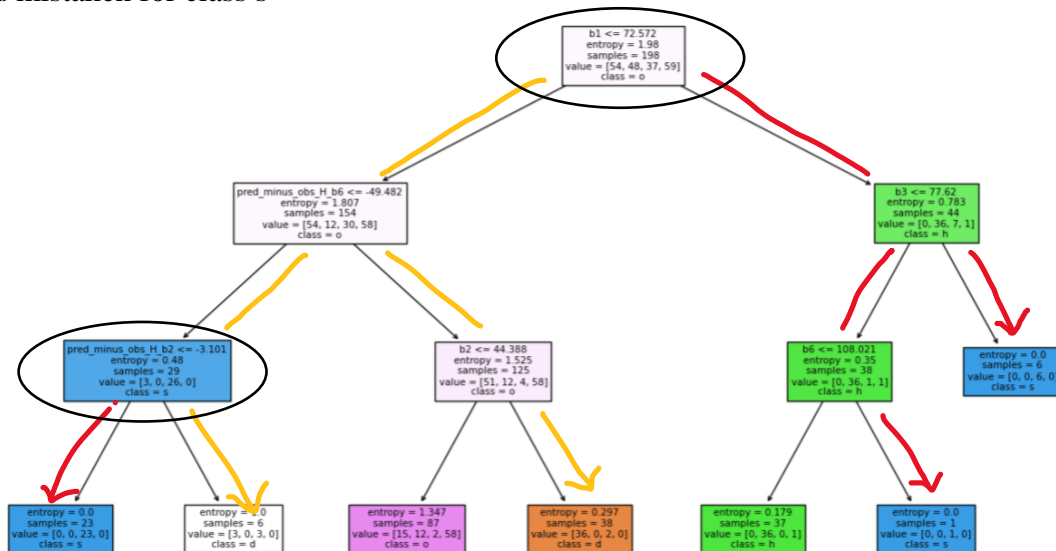 for class s
b1 <= 72.572
entropy = 1.98
samples = 198
value = [54, 48, 37, 59]
class = o
pred_minus_obs_H_b6 <= -49.482
entropy = 1.807
samples = 154
value = [54, 12, 30, 58]
class = o
b3 <= 77.62
entropy = 0.783
samples = 44
value = [0, 36, 7, 1]
class = h
pred_minus_obs_H_b2 <= -3.101
entropy = 0.48
samples = 29
value = [3, 0, 26, 0]
class = s
b2 <= 44.388
entropy = 1.525
samples = 125
value = [51, 12, 4, 58]
class = o
b6 <= 108.021
entropy = 0.35
samples = 38
value = [0, 36, 1, 1]
class = h
entropy = 0.0
samples = 6
value = [0, 0, 6, 0]
class = s
entropy = 0.0
samples = 23
value = [0, 0, 23, 0]
class = s
entropy = 1.0
samples = 6
value = [3, 0, 3, 0]
class = d
entropy = 1.347
samples = 87
value = [15, 12, 2, 58]
class = o
entropy = 0.297
samples = 38
value = [36, 0, 2, 0]
class = d
entropy = 0.179
samples = 37
value = [0, 36, 0, 1]
class = h
entropy = 0.0
samples = 1
value = [0, 0, 1, 0]
class = s